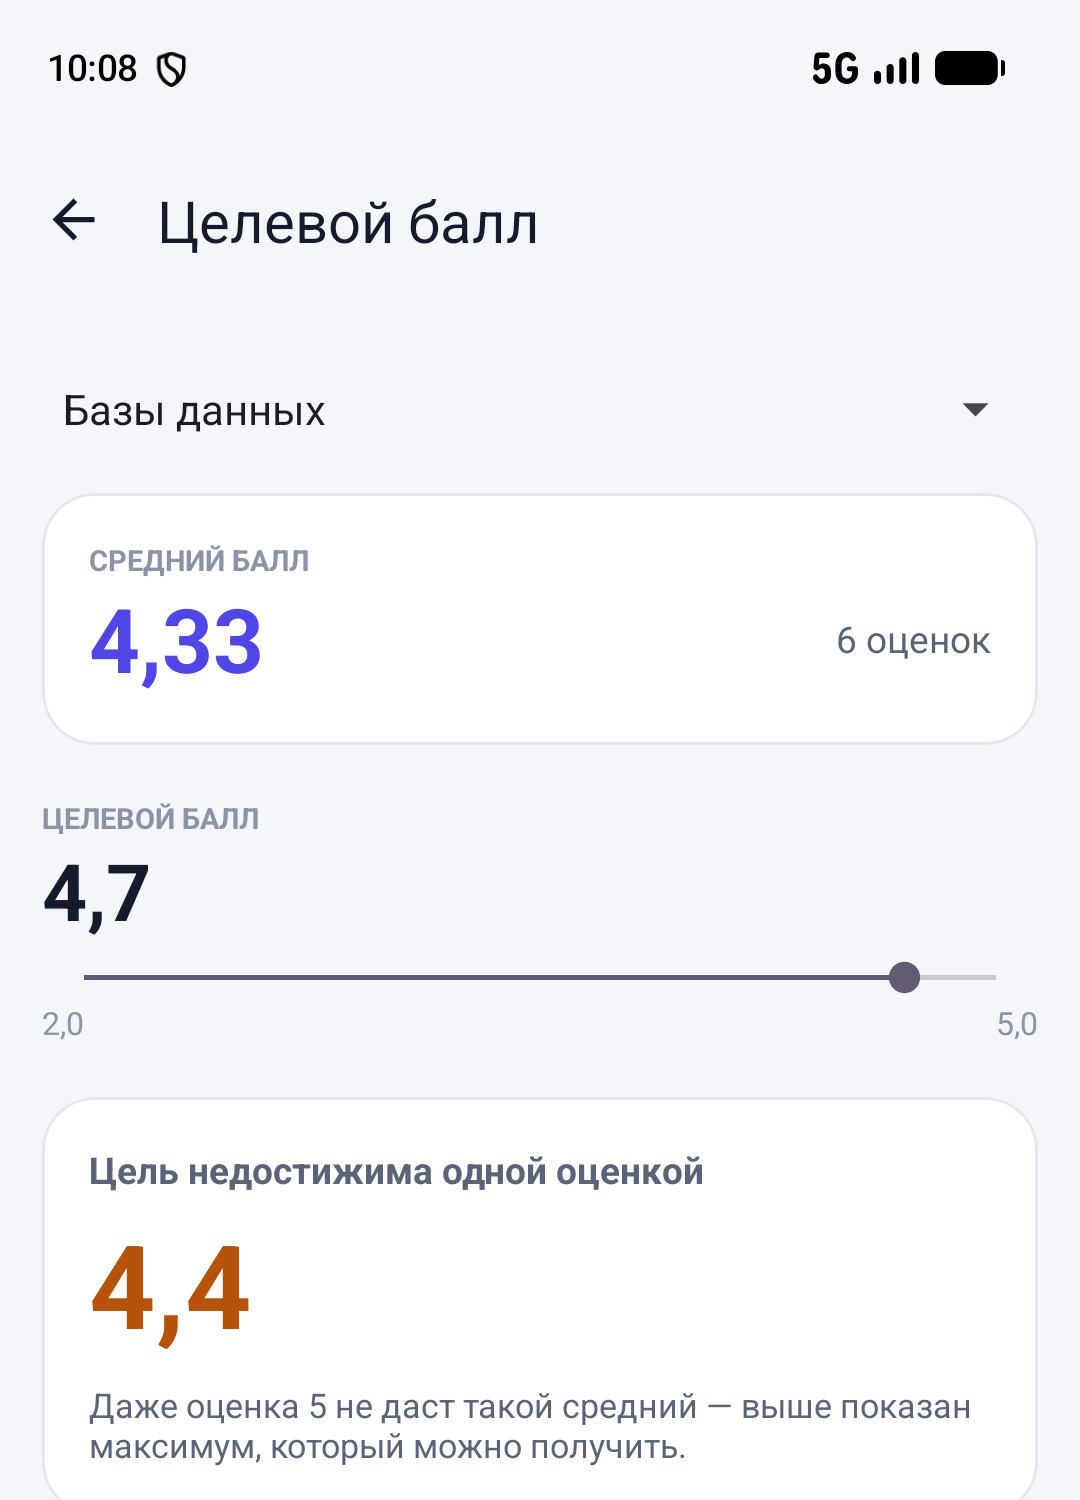 10:08
5G
Целевой балл
Базы данных
СРЕДНИЙ БАЛЛ
4,33
6 оценок
ЦЕЛЕВОЙ БАЛЛ
4,7
2,0
5,0
Цель недостижима одной оценкой
4,4
Даже оценка 5 не даст такой средний — выше показан
максимум, который можно получить.